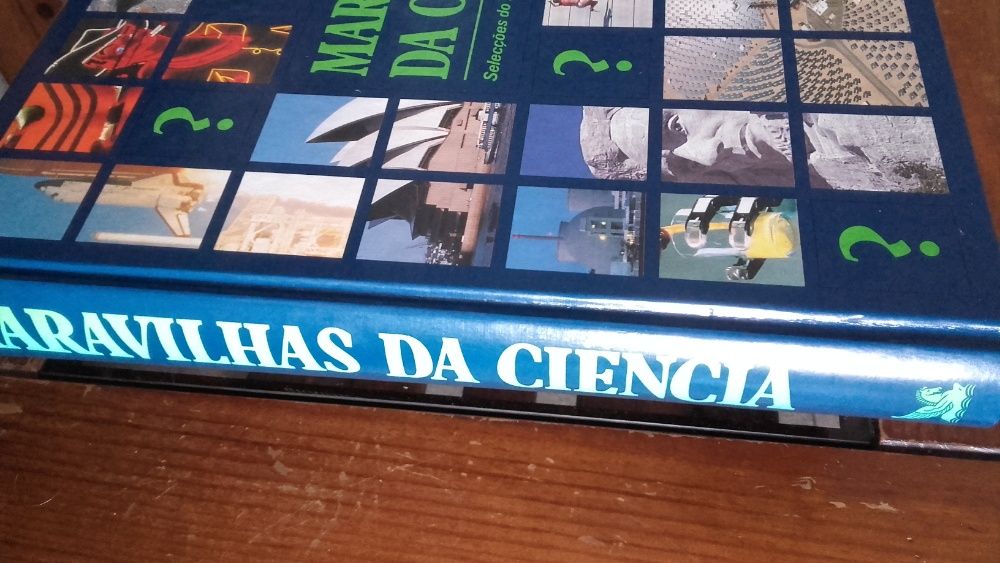 MAR
DA C
Selecções do
?
?
?
ARAVILHAS DA CIENCIA